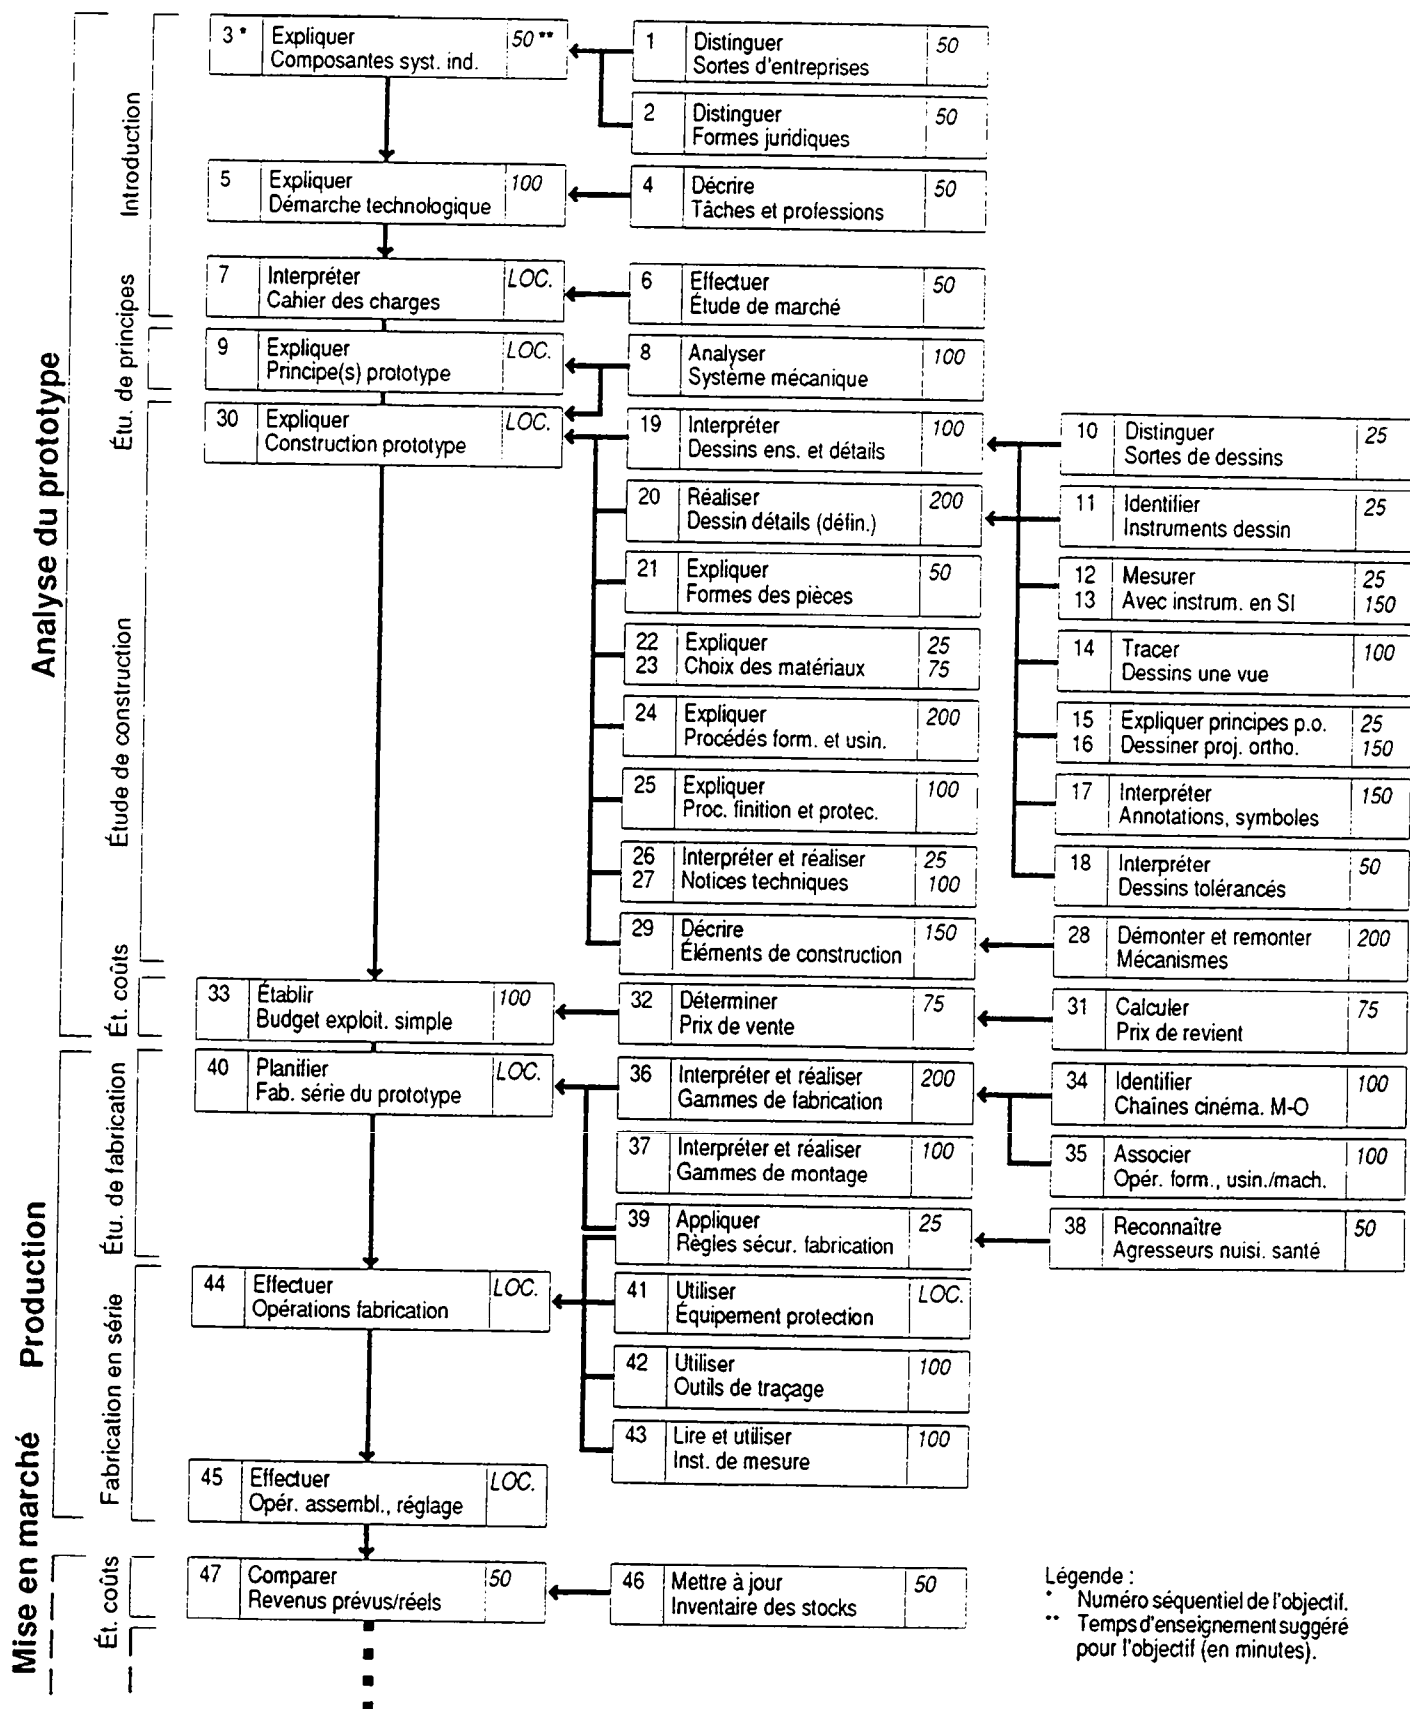 Analyse du prototype
Production
Mise en marché
Introduction
Étu. de principes
Étude de construction
Ét. coûts
Étu. de fabrication
Fabrication en série
Ét. coûts
3 * Expliquer 50 **
Composantes syst. ind.
1 Distinguer 50
Sortes d'entreprises
2 Distinguer 50
Formes juridiques
5 Expliquer 100
Démarche technologique
4 Décrire 50
Tâches et professions
7 Interpréter LOC.
Cahier des charges
6 Effectuer 50
Étude de marché
9 Expliquer LOC.
Principe(s) prototype
8 Analyser 100
Système mécanique
30 Expliquer LOC.
Construction prototype
19 Interpréter 100
Dessins ens. et détails
10 Distinguer 25
Sortes de dessins
20 Réaliser 200
Dessin détails (défin.)
11 Identifier 25
Instruments dessin
21 Expliquer 50
Formes des pièces
12 Mesurer 25
13 Avec instrum. en SI 150
22 Expliquer 25
23 Choix des matériaux 75
14 Tracer 100
Dessins une vue
24 Expliquer 200
Procédés form. et usin.
15 Expliquer principes p.o. 25
16 Dessiner proj. ortho. 150
25 Expliquer 100
Proc. finition et protec.
17 Interpréter 150
Annotations, symboles
26 Interpréter et réaliser 25
27 Notices techniques 100
18 Interpréter 50
Dessins tolérancés
29 Décrire 150
Éléments de construction
28 Démonter et remonter 200
Mécanismes
33 Établir 100
Budget exploit. simple
32 Déterminer 75
Prix de vente
31 Calculer 75
Prix de revient
40 Planifier LOC.
Fab. série du prototype
36 Interpréter et réaliser 200
Gammes de fabrication
34 Identifier 100
Chaînes cinéma. M-O
37 Interpréter et réaliser 100
Gammes de montage
35 Associer 100
Opér. form., usin./mach.
39 Appliquer 25
Règles sécur. fabrication
38 Reconnaître 50
Agresseurs nuisi. santé
44 Effectuer LOC.
Opérations fabrication
41 Utiliser LOC.
Équipement protection
42 Utiliser 100
Outils de traçage
43 Lire et utiliser 100
Inst. de mesure
45 Effectuer LOC.
Opér. assembl., réglage
47 Comparer 50
Revenus prévus/réels
46 Mettre à jour 50
Inventaire des stocks
Légende :
* Numéro séquentiel de l'objectif.
** Temps d'enseignement suggéré
pour l'objectif (en minutes).